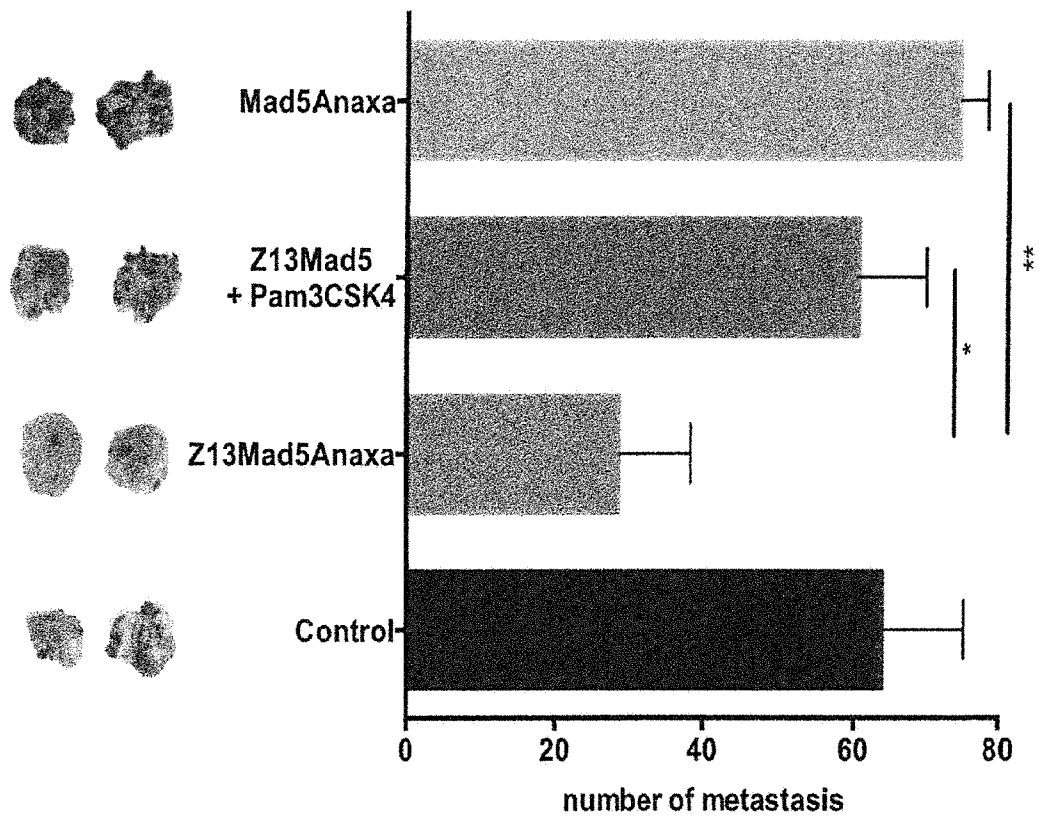 Mad5Anaxa
Z13Mad5
+ Pam3CSK4
Z13Mad5Anaxa
Control
**
*
0 20 40 60 80
number of metastasis